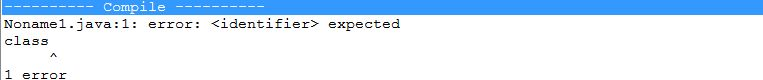 ---------- Compile ----------
Noname1.java:1: error: <identifier> expected
class
     ^
1 error